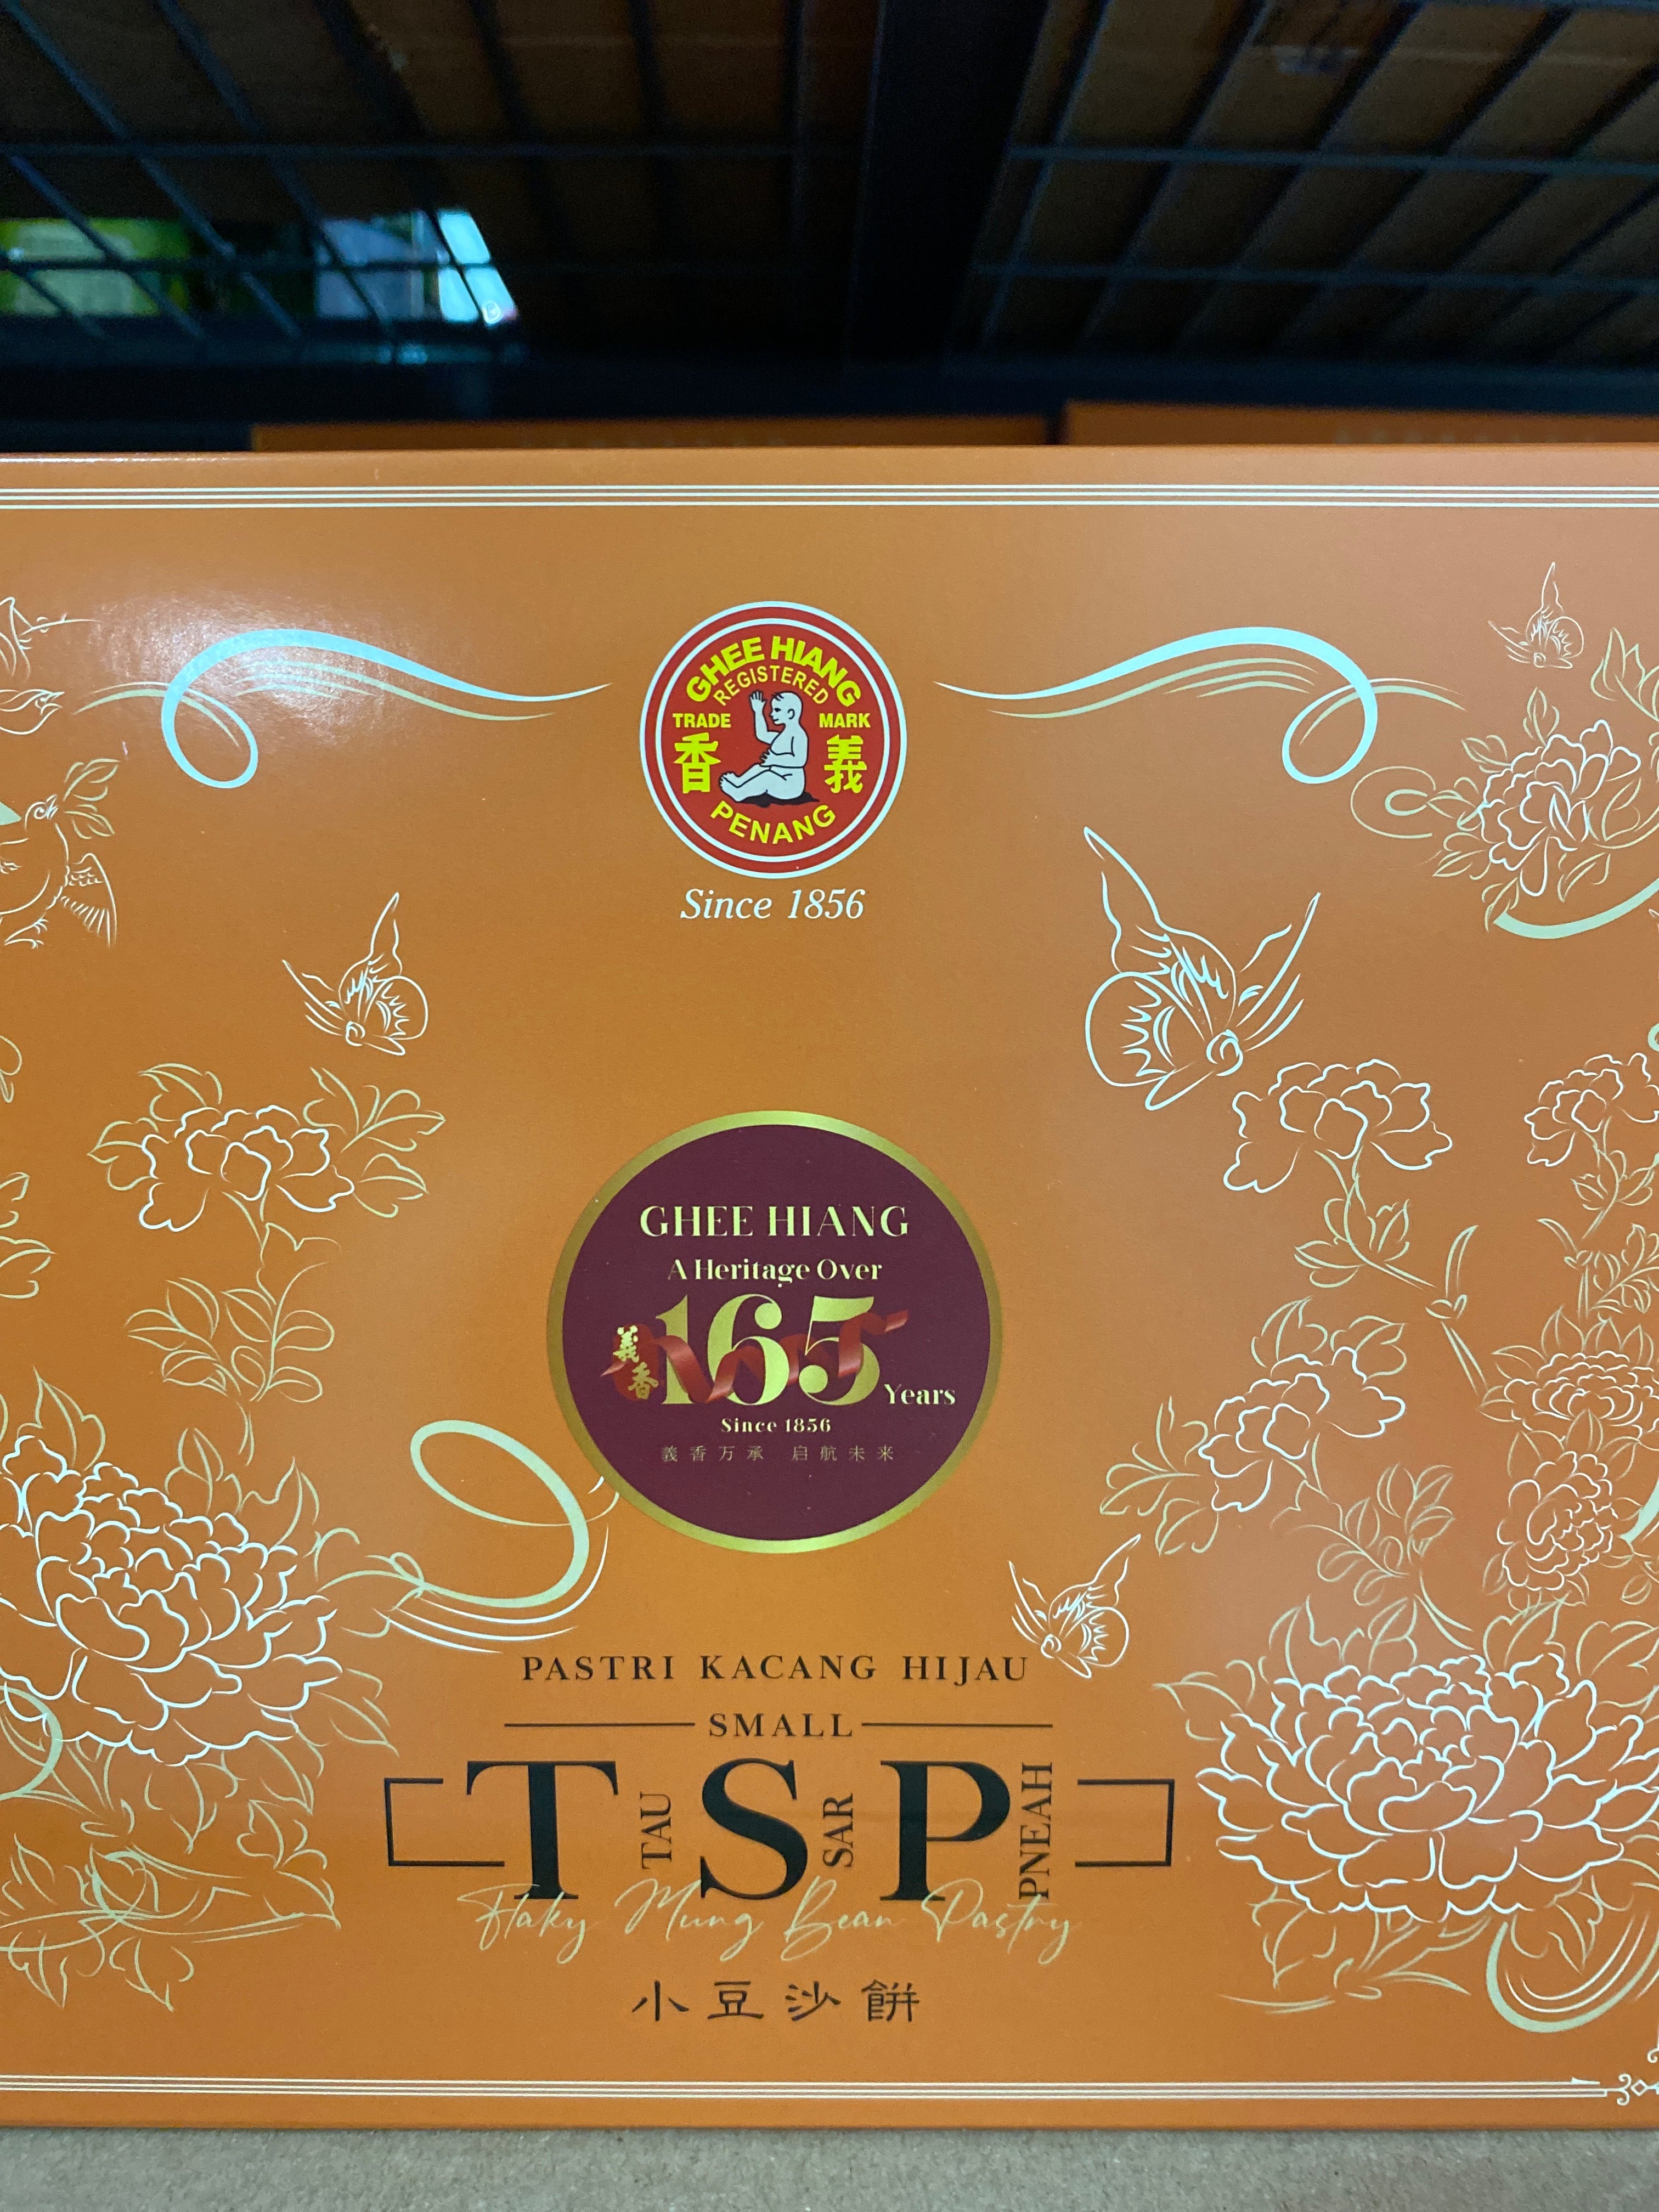 GHEE HIANG
REGISTERED
TRADE MARK
香 義
PENANG
Since 1856
GHEE HIANG
A Heritage Over
義香
165 Years
Since 1856
義香万承 启航未来
PASTRI KACANG HIJAU
SMALL
T TAU S SAR P PNEAH
Flaky Mung Bean Pastry
小豆沙餅